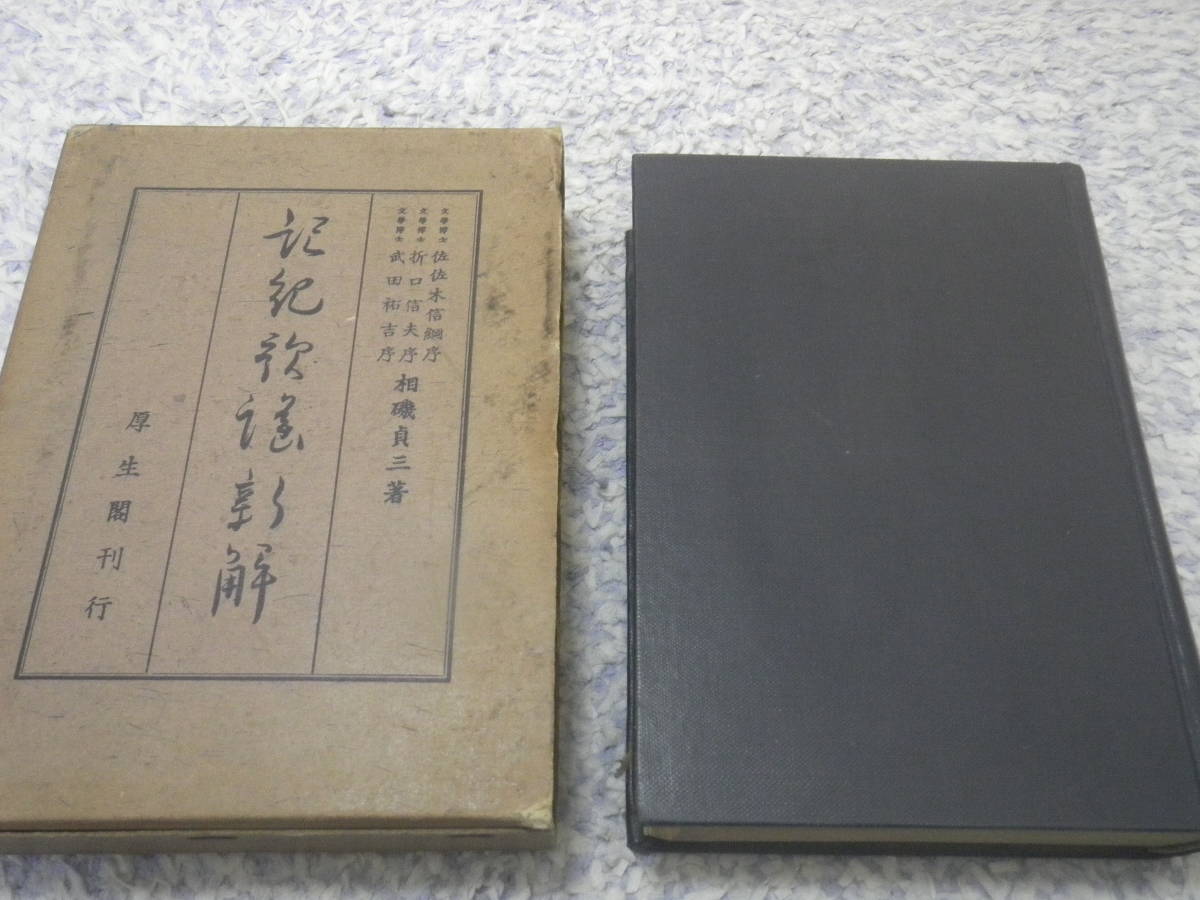 文學博士 佐佐木信綱序
文學博士 折口信夫序
文學博士 武田祐吉序
相磯貞三著
記紀歌謠新解
厚生閣刊行